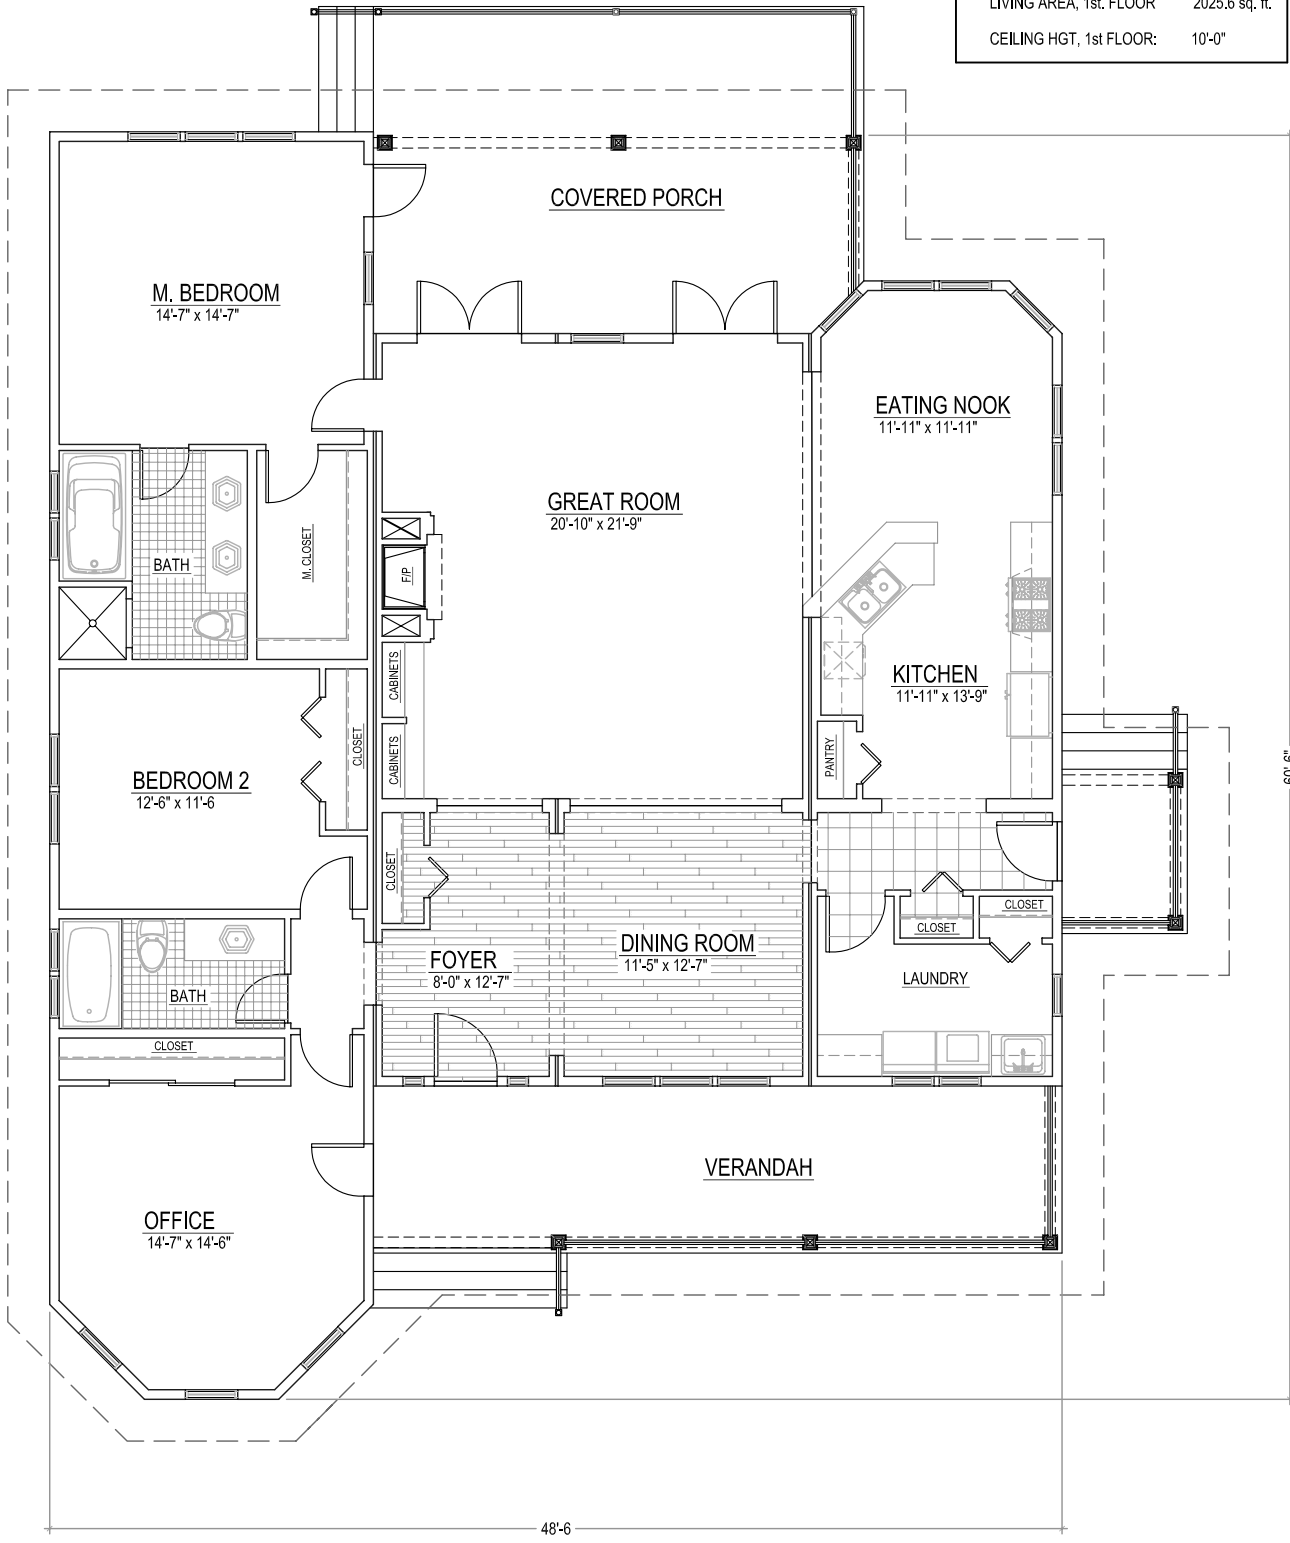 LIVING AREA, 1st. FLOOR 2025.6 sq. ft.
CEILING HGT, 1st FLOOR: 10'-0"
COVERED PORCH
M. BEDROOM
14'-7" x 14'-7"
EATING NOOK
11'-11" x 11'-11"
GREAT ROOM
20'-10" x 21'-9"
BATH
M. CLOSET
F/P
CABINETS
CABINETS
KITCHEN
11'-11" x 13'-9"
PANTRY
BEDROOM 2
12'-6" x 11'-6
CLOSET
60'-6"
CLOSET
CLOSET
CLOSET
FOYER
8'-0" x 12'-7"
DINING ROOM
11'-5" x 12'-7"
LAUNDRY
BATH
CLOSET
VERANDAH
OFFICE
14'-7" x 14'-6"
48'-6